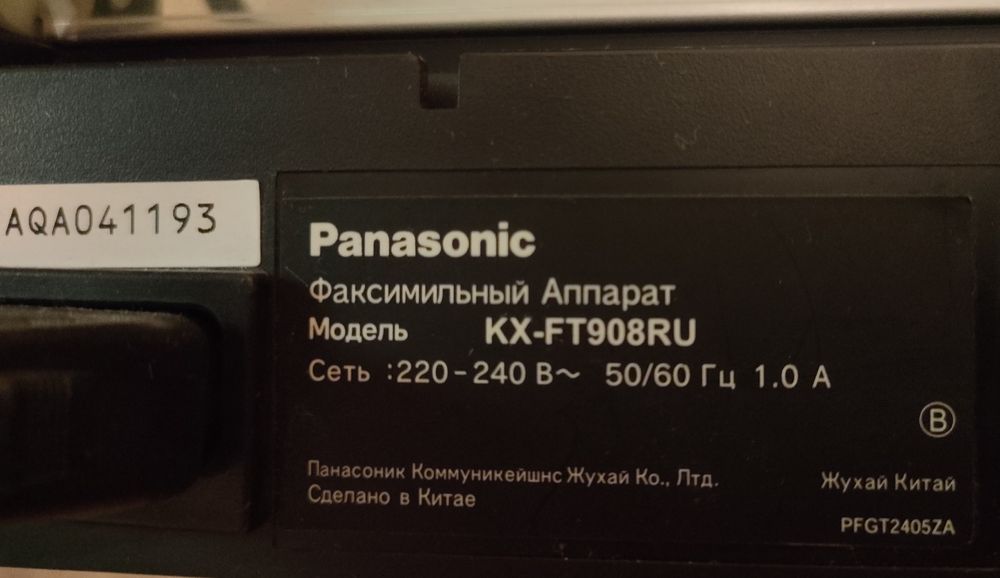 AQA041193
Panasonic
Факсимильный Аппарат
Модель KX-FT908RU
Сеть :220-240 В~ 50/60 Гц 1.0 А
B
Панасоник Коммуникейшнс Жухай Ко., Лтд.
Жухай Китай
Сделано в Китае
PFGT2405ZA